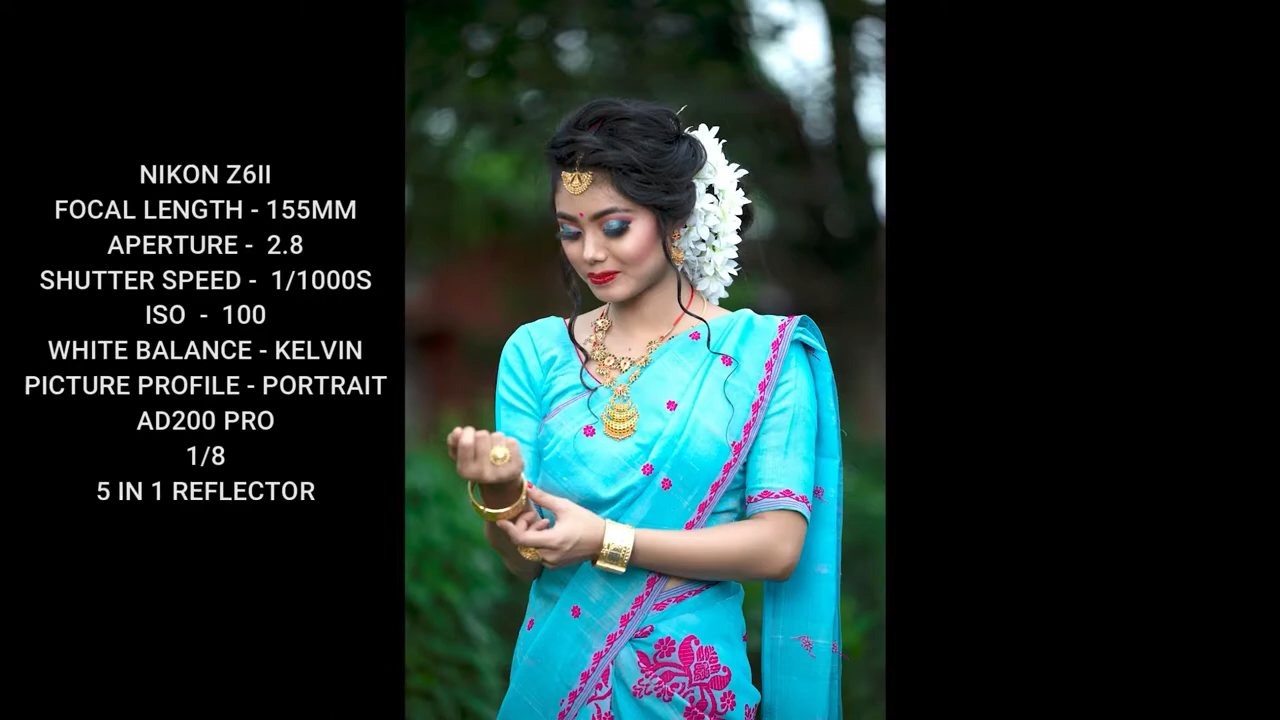 NIKON Z6II
FOCAL LENGTH - 155MM
APERTURE - 2.8
SHUTTER SPEED - 1/1000S
ISO - 100
WHITE BALANCE - KELVIN
PICTURE PROFILE - PORTRAIT
AD200 PRO
1/8
5 IN 1 REFLECTOR